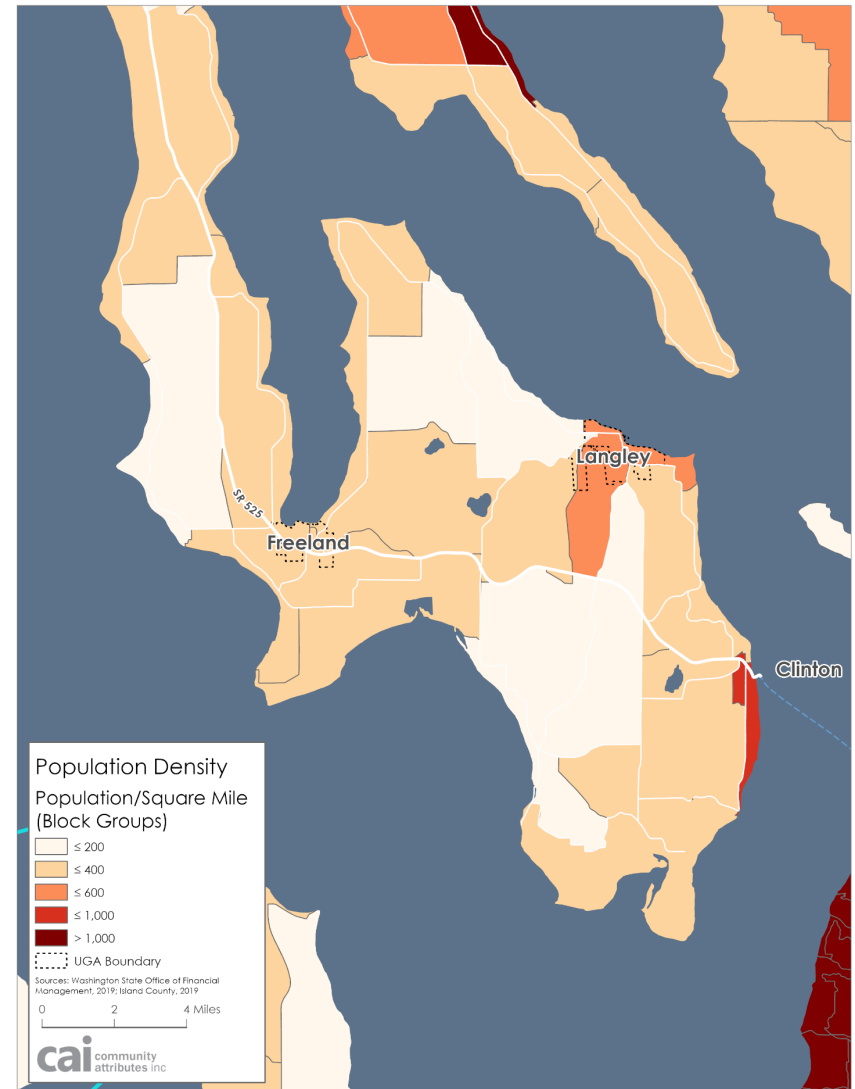 Langley
SR 525
Freeland
Clinton
Population Density
Population/Square Mile
(Block Groups)
≤ 200
≤ 400
≤ 600
≤ 1,000
> 1,000
UGA Boundary
Sources: Washington State Office of Financial
Management, 2019; Island County, 2019
0 2 4 Miles
cai community
attributes inc